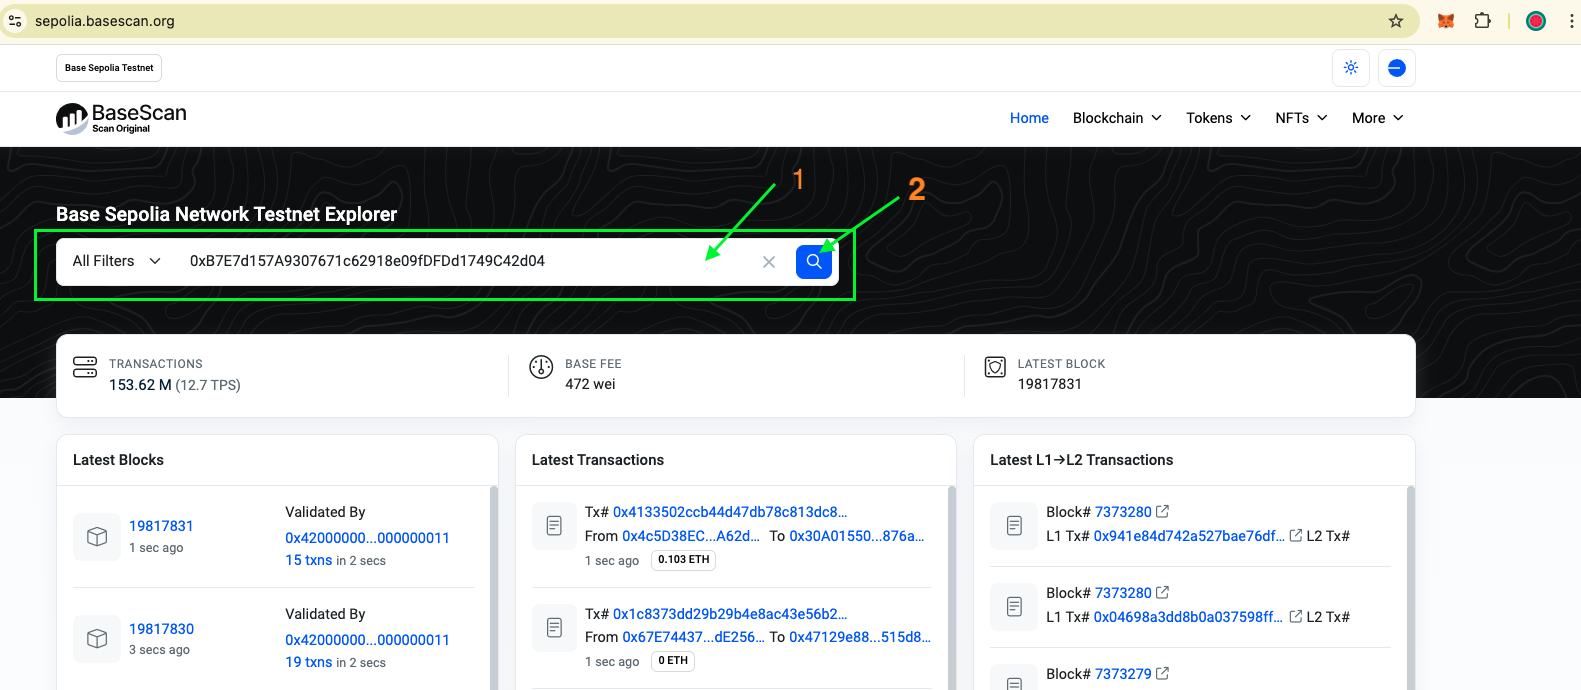 sepolia.basescan.org
Base Sepolia Testnet
BaseScan
Scan Original
Home Blockchain Tokens NFTs More
1
2
Base Sepolia Network Testnet Explorer
All Filters 0xB7E7d157A9307671c62918e09fDFDd1749C42d04
TRANSACTIONS
153.62 M (12.7 TPS)
BASE FEE
472 wei
LATEST BLOCK
19817831
Latest Blocks
19817831
1 sec ago
Validated By
0x42000000...000000011
15 txns in 2 secs
19817830
3 secs ago
Validated By
0x42000000...000000011
19 txns in 2 secs
Latest Transactions
Tx# 0x4133502ccb44d47db78c813dc8...
From 0x4c5D38EC...A62d... To 0x30A01550...876a...
1 sec ago 0.103 ETH
Tx# 0x1c8373dd29b29b4e8ac43e56b2...
From 0x67E74437...dE256... To 0x47129e88...515d8...
1 sec ago 0 ETH
Latest L1→L2 Transactions
Block# 7373280
L1 Tx# 0x941e84d742a527bae76df... L2 Tx#
Block# 7373280
L1 Tx# 0x04698a3dd8b0a037598ff... L2 Tx#
Block# 7373279